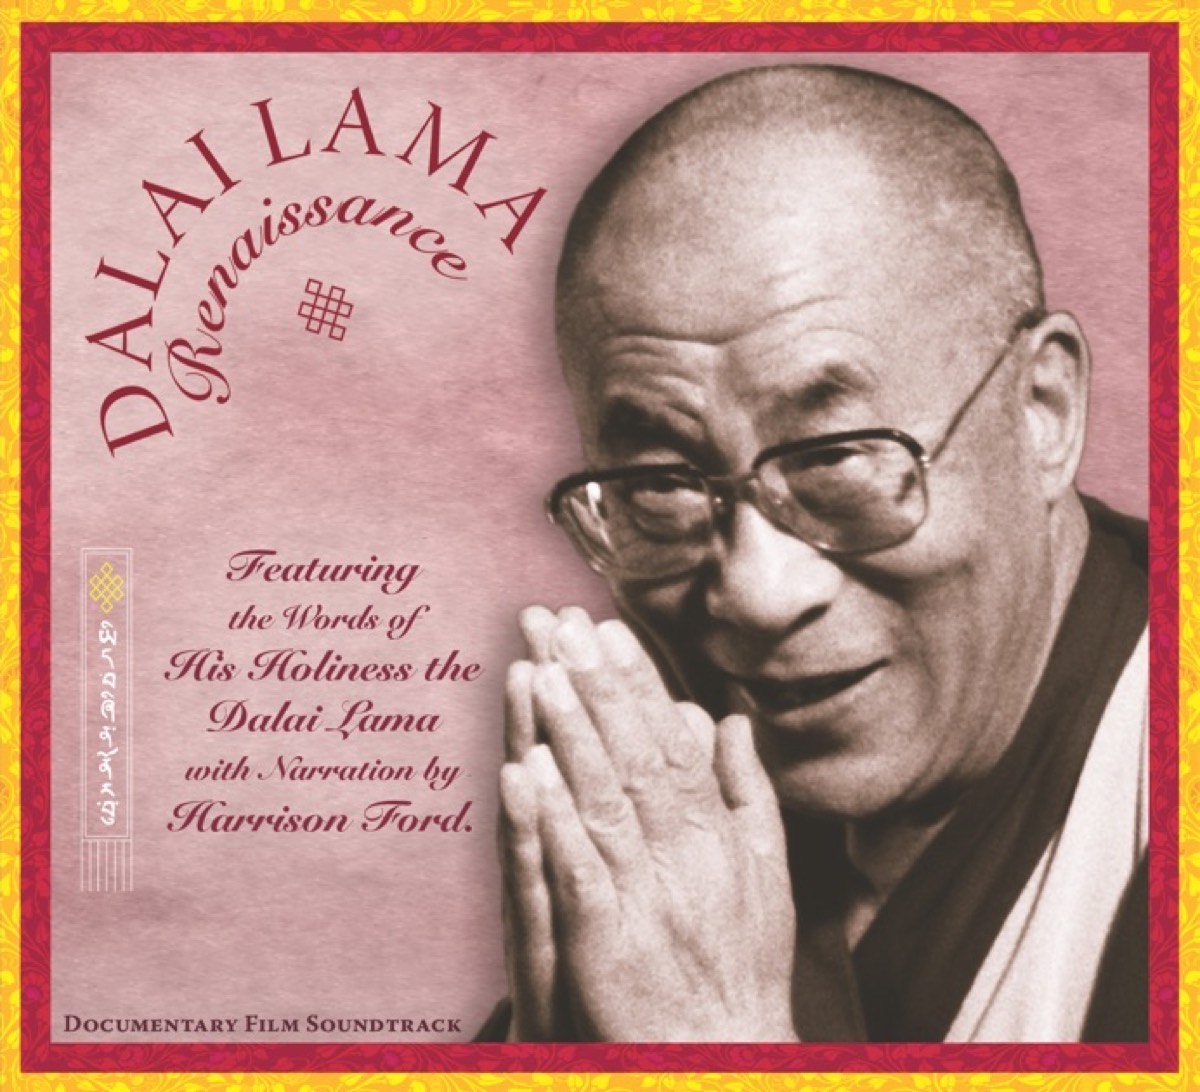 DALAI LAMA
Renaissance
Featuring
the Words of
His Holiness the
Dalai Lama
with Narration by
Harrison Ford.
DOCUMENTARY FILM SOUNDTRACK